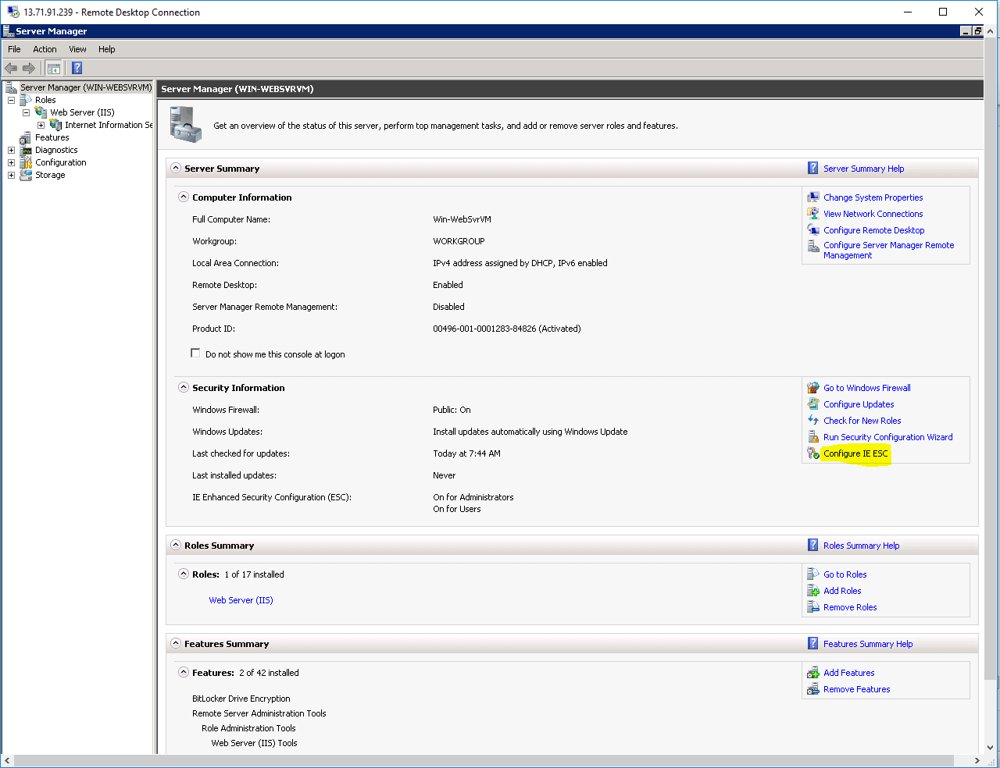 13.71.91.239 - Remote Desktop Connection
Server Manager
File Action View Help
Server Manager (WIN-WEBSVRVM)
Roles
Web Server (IIS)
Internet Information Se
Features
Diagnostics
Configuration
Storage
Server Manager (WIN-WEBSVRVM)
Get an overview of the status of this server, perform top management tasks, and add or remove server roles and features.
Server Summary
Server Summary Help
Computer Information
Full Computer Name: Win-WebSvrVM
Workgroup: WORKGROUP
Local Area Connection: IPv4 address assigned by DHCP, IPv6 enabled
Remote Desktop: Enabled
Server Manager Remote Management: Disabled
Product ID: 00496-001-0001283-84826 (Activated)
Do not show me this console at logon
Change System Properties
View Network Connections
Configure Remote Desktop
Configure Server Manager Remote
Management
Security Information
Windows Firewall: Public: On
Windows Updates: Install updates automatically using Windows Update
Last checked for updates: Today at 7:44 AM
Last installed updates: Never
IE Enhanced Security Configuration (ESC): On for Administrators
On for Users
Go to Windows Firewall
Configure Updates
Check for New Roles
Run Security Configuration Wizard
Configure IE ESC
Roles Summary
Roles Summary Help
Roles: 1 of 17 installed
Web Server (IIS)
Go to Roles
Add Roles
Remove Roles
Features Summary
Features Summary Help
Features: 2 of 42 installed
BitLocker Drive Encryption
Remote Server Administration Tools
Role Administration Tools
Web Server (IIS) Tools
Add Features
Remove Features